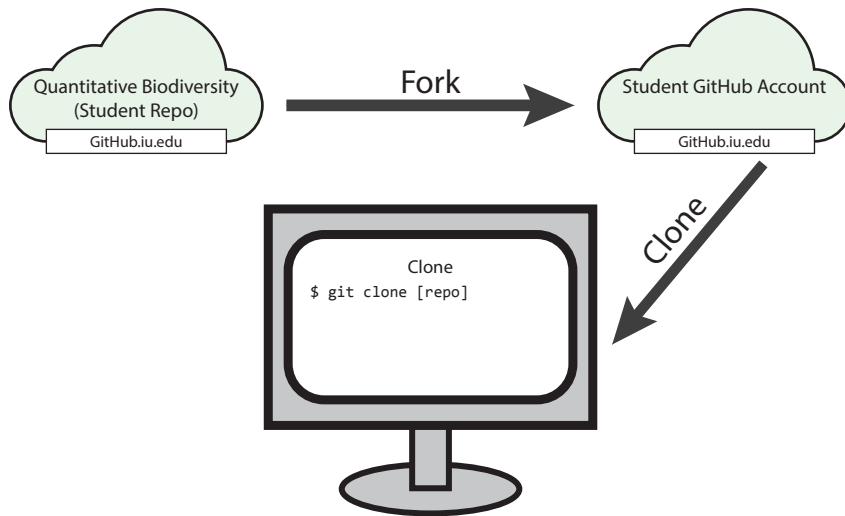 Quantitative Biodiversity
(Student Repo)
GitHub.iu.edu
Fork
Student GitHub Account
GitHub.iu.edu
Clone
Clone
$ git clone [repo]